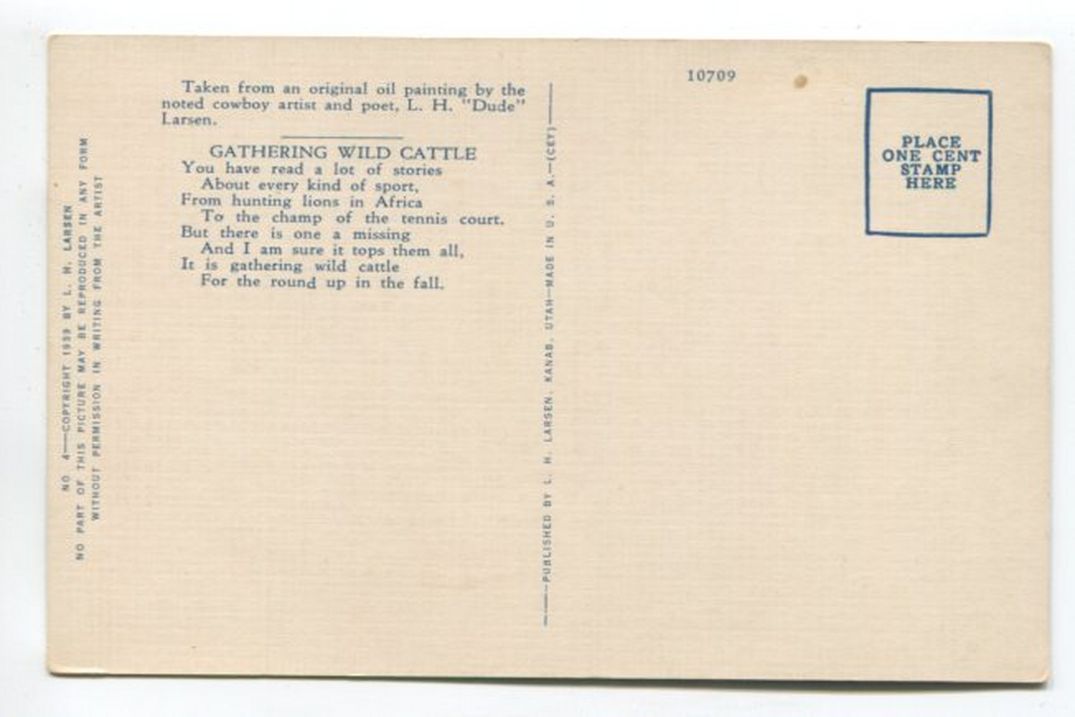 Taken from an original oil painting by the
noted cowboy artist and poet, L. H. "Dude"
Larsen.
GATHERING WILD CATTLE
You have read a lot of stories
About every kind of sport,
From hunting lions in Africa
To the champ of the tennis court.
But there is one a missing
And I am sure it tops them all,
It is gathering wild cattle
For the round up in the fall.
NO 4—COPYRIGHT 1939 BY L. H. LARSEN
NO PART OF THIS PICTURE MAY BE REPRODUCED IN ANY FORM
WITHOUT PERMISSION IN WRITING FROM THE ARTIST
—PUBLISHED BY L. H. LARSEN, KANAB, UTAH—MADE IN U. S. A.—(CEY)—
10709
PLACE
ONE CENT
STAMP
HERE